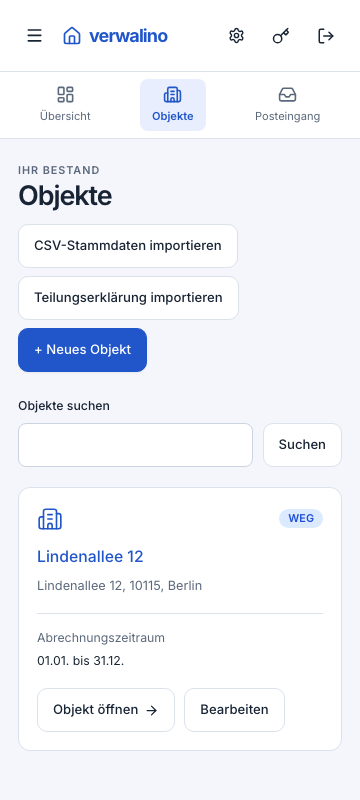 verwalino
Übersicht
Objekte
Posteingang
IHR BESTAND
Objekte
CSV-Stammdaten importieren
Teilungserklärung importieren
+ Neues Objekt
Objekte suchen
Suchen
WEG
Lindenallee 12
Lindenallee 12, 10115, Berlin
Abrechnungszeitraum
01.01. bis 31.12.
Objekt öffnen →
Bearbeiten